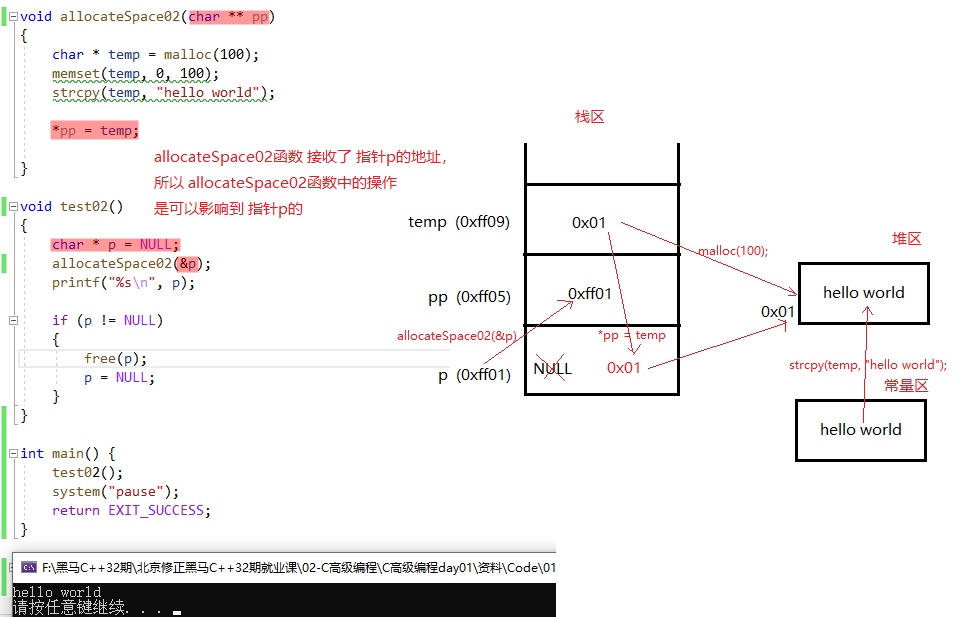 void allocateSpace02(char ** pp)
{
char * temp = malloc(100);
memset(temp, 0, 100);
strcpy(temp, "hello world");
*pp = temp;
}
allocateSpace02函数 接收了 指针p的地址，
所以 allocateSpace02函数中的操作
是可以影响到 指针p的
void test02()
{
char * p = NULL;
allocateSpace02(&p);
printf("%s\n", p);
if (p != NULL)
{
free(p);
p = NULL;
}
}
int main() {
test02();
system("pause");
return EXIT_SUCCESS;
}
栈区
temp (0xff09)
0x01
malloc(100);
堆区
pp (0xff05)
0xff01
hello world
0x01
allocateSpace02(&p)
*pp = temp
p (0xff01)
NULL
0x01
strcpy(temp, "hello world");
常量区
hello world
F:\黑马C++32期\北京修正黑马C++32期就业课\02-C高级编程\C高级编程day01\资料\Code\01
hello world
请按任意键继续. . .